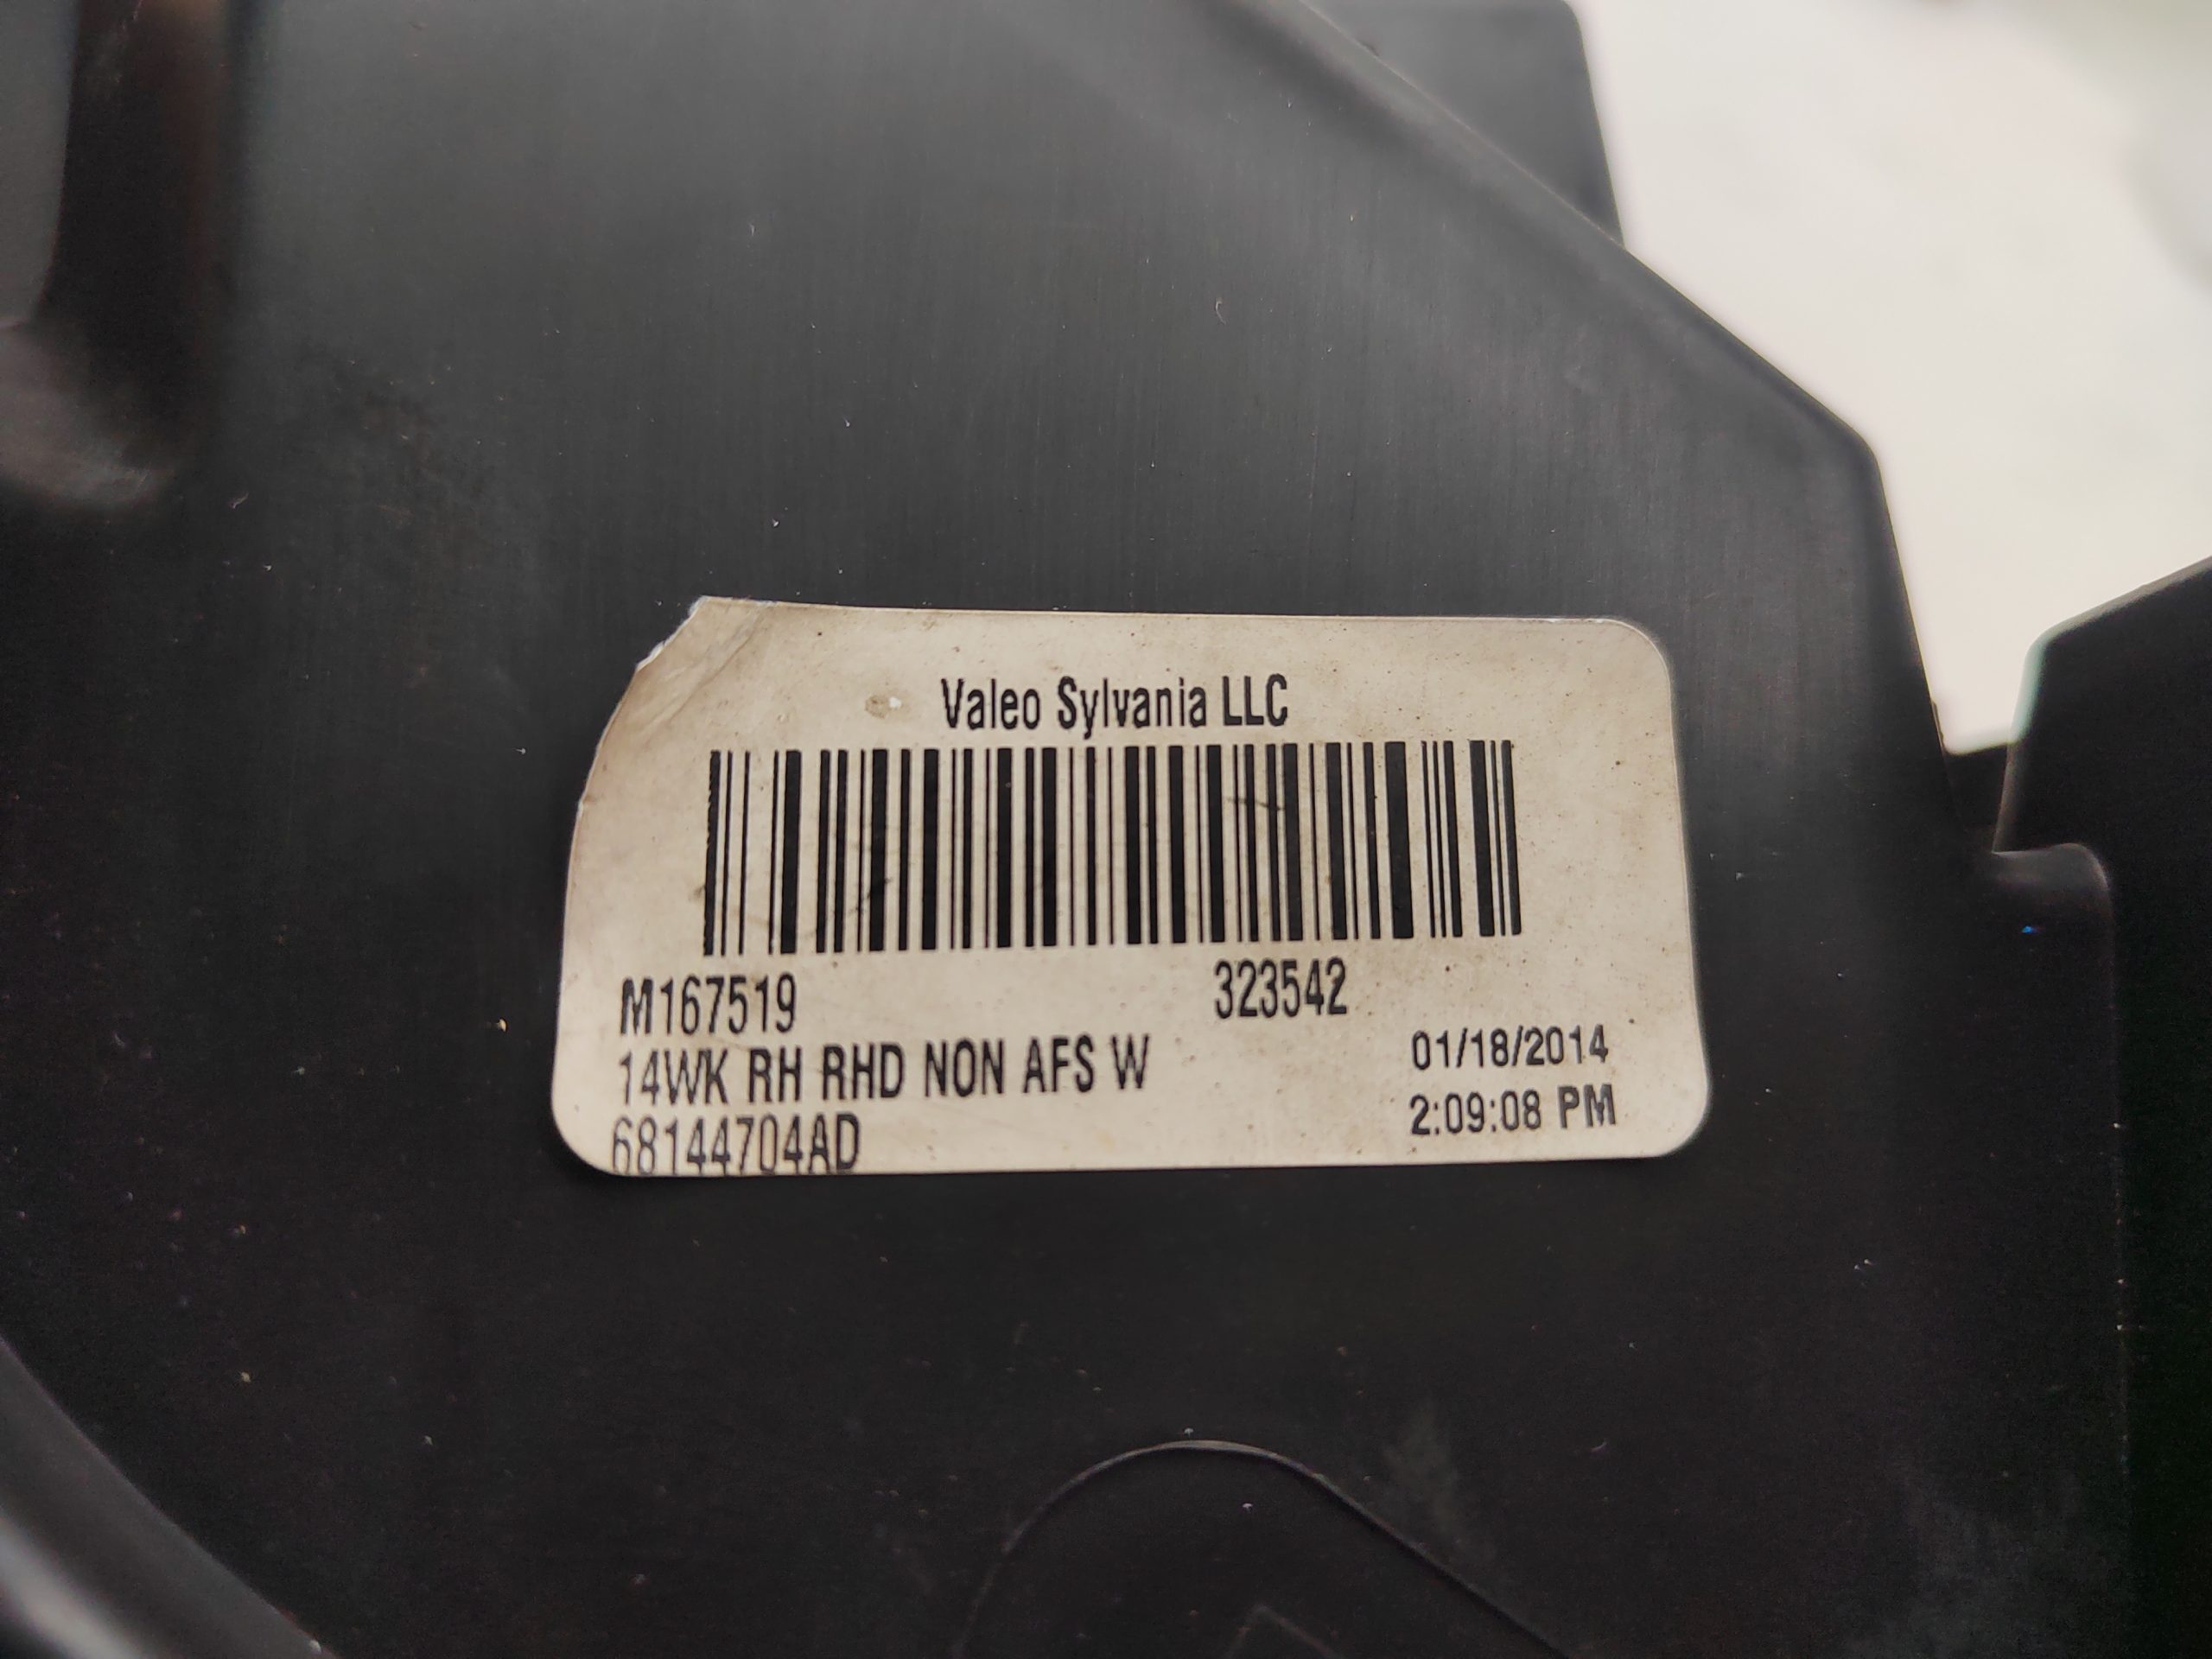 Valeo Sylvania LLC
M167519 323542
14WK RH RHD NON AFS W 01/18/2014
68144704AD 2:09:08 PM